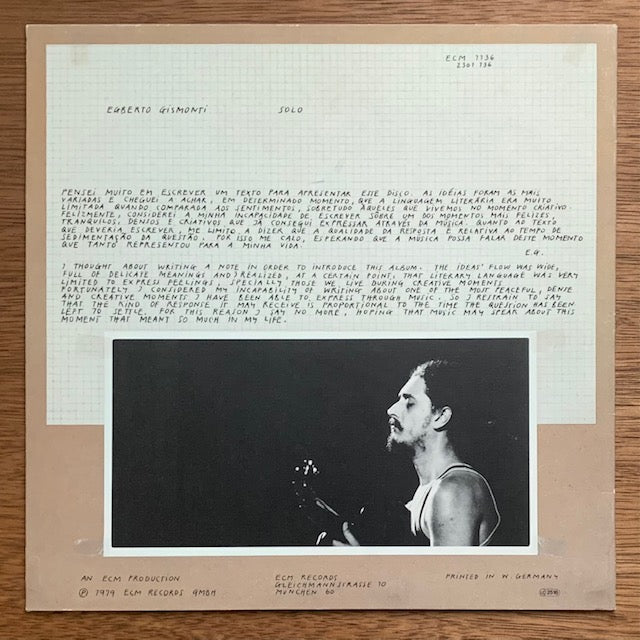 ECM 1136
2301 136
EGBERTO GISMONTI SOLO
PENSEI MUITO EM ESCREVER UM TEXTO PARA APRESENTAR ESSE DISCO. AS IDÉIAS FORAM AS MAIS
VARIADAS E CHEGUEI A ACHAR, EM DETERMINADO MOMENTO, QUE A LINGUAGEM LITERÁRIA ERA MUITO
LIMITADA QUANDO COMPARADA AOS SENTIMENTOS, SOBRETUDO ÀQUELES QUE VIVEMOS NO MOMENTO CRIATIVO.
FELIZMENTE, CONSIDEREI A MINHA INCAPACIDADE DE ESCREVER SÔBRE UM DOS MOMENTOS MAIS FELIZES,
TRANQUILOS, DENSOS E CRIATIVOS QUE JÁ CONSEGUI EXPRESSAR ATRAVÉS DA MÚSICA. QUANTO AO TEXTO
QUE DEVERIA ESCREVER, ME LIMITO A DIZER QUE A QUALIDADE DA RESPOSTA É RELATIVA AO TEMPO DE
SEDIMENTAÇÃO DA QUESTÃO. POR ISSO ME CALO, ESPERANDO QUE A MÚSICA POSSA FALAR DESTE MOMENTO
QUE TANTO REPRESENTOU PARA A MINHA VIDA.
E.G.
I THOUGHT ABOUT WRITING A NOTE IN ORDER TO INTRODUCE THIS ALBUM. THE IDEAS' FLOW WAS WIDE,
FULL OF DELICATE MEANINGS AND I REALIZED, AT A CERTAIN POINT, THAT LITERARY LANGUAGE WAS VERY
LIMITED TO EXPRESS FEELINGS, SPECIALLY THOSE WE LIVE DURING CREATIVE MOMENTS.
FORTUNATELY I CONSIDERED MY INCAPABILITY OF WRITING ABOUT ONE OF THE MOST PEACEFUL, DENSE
AND CREATIVE MOMENTS I HAVE BEEN ABLE TO EXPRESS THROUGH MUSIC. SO I RESTRAIN TO SAY
THAT THE KIND OF RESPONSE IT MAY RECEIVE IS PROPORTIONAL TO THE TIME THE QUESTION HAS BEEN
LEFT TO SETTLE. FOR THIS REASON I SAY NO MORE, HOPING THAT MUSIC MAY SPEAK ABOUT THIS
MOMENT THAT MEANT SO MUCH IN MY LIFE.
AN ECM PRODUCTION
Ⓟ 1979 ECM RECORDS GMBH
ECM RECORDS
GLEICHMANNSTRASSE 10
MÜNCHEN 60
PRINTED IN W. GERMANY